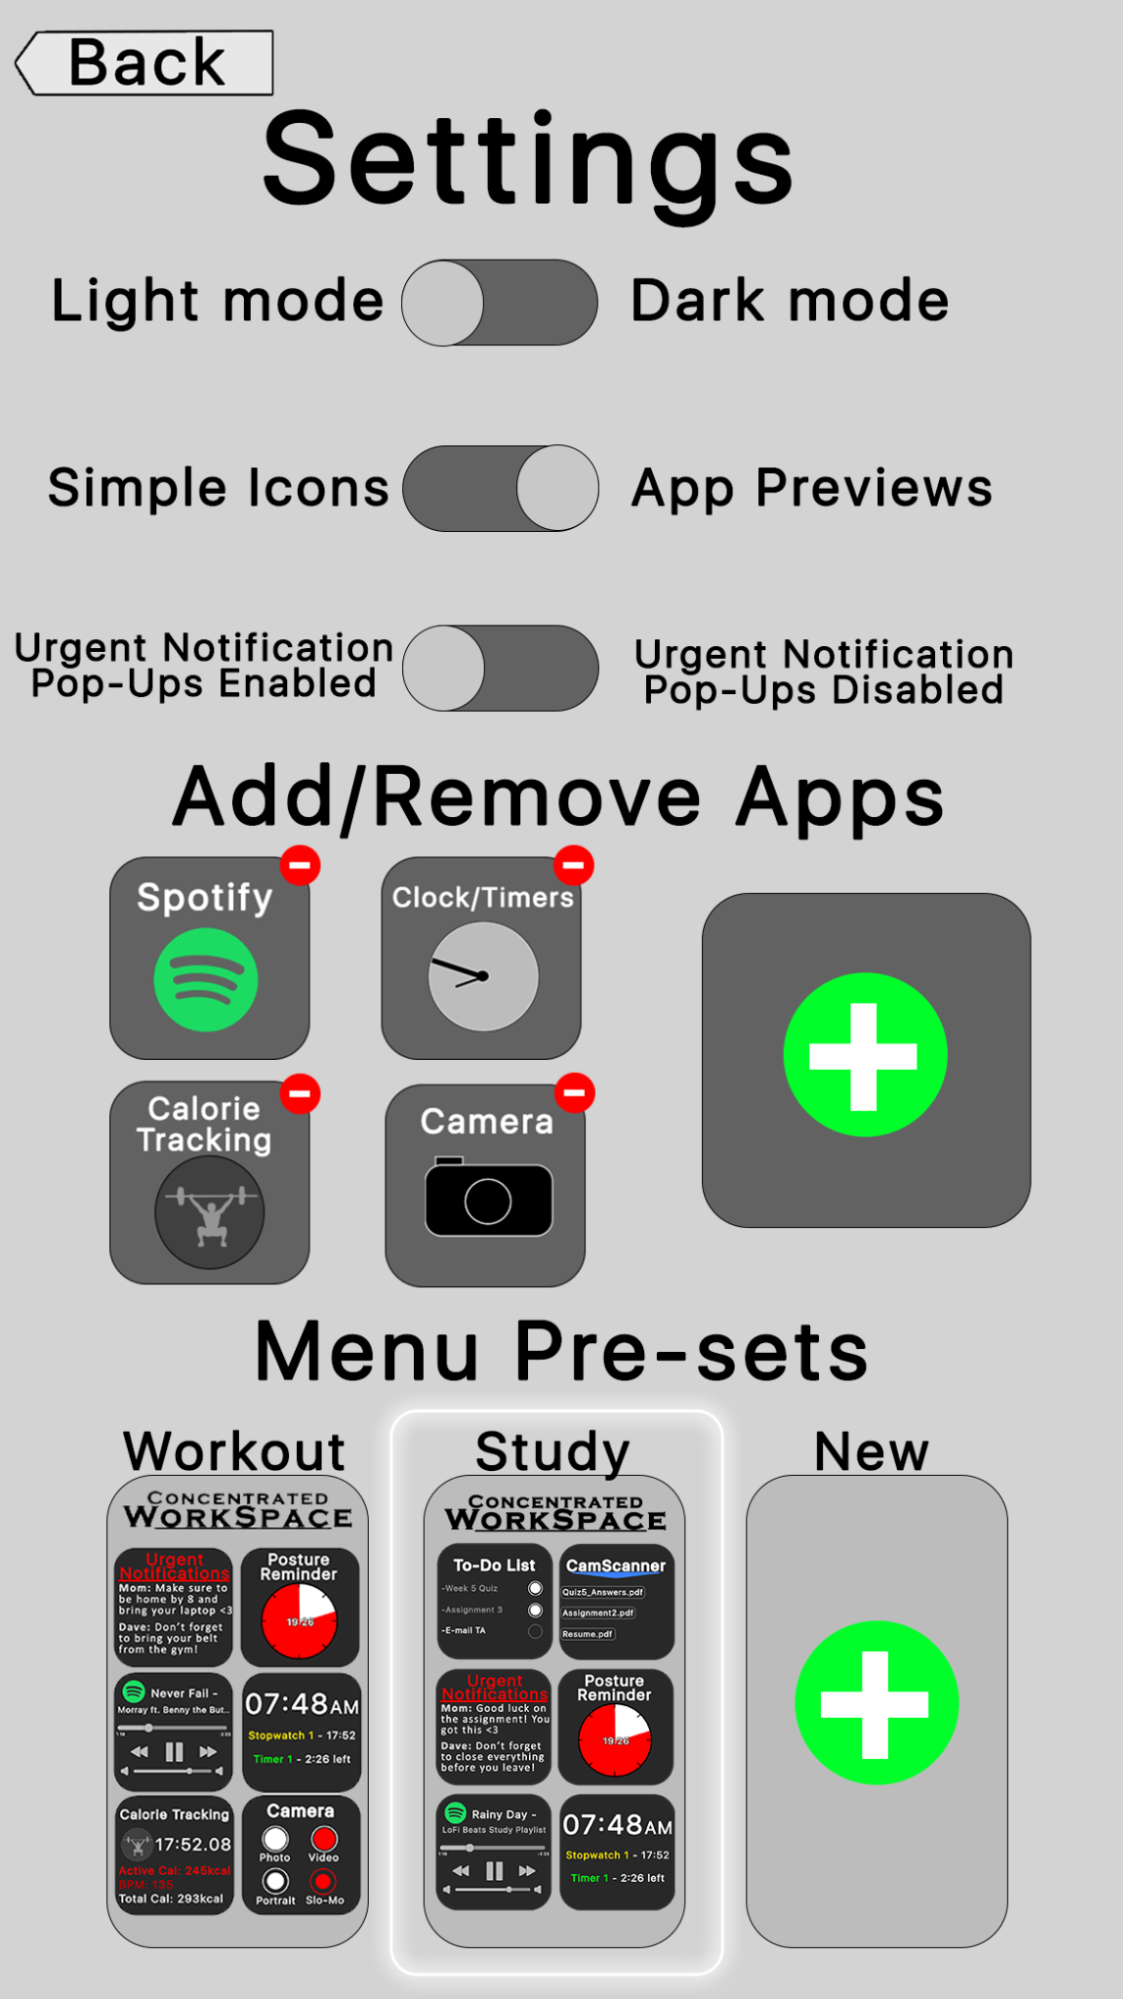 Back
Settings
Light mode
Dark mode
Simple Icons
App Previews
Urgent Notification
Pop-Ups Enabled
Urgent Notification
Pop-Ups Disabled
Add/Remove Apps
Spotify
Clock/Timers
Calorie
Tracking
Camera
Menu Pre-sets
Workout
CONCENTRATED
WORKSPACE
Urgent
Notifications
Mom: Make sure to
be home by 8 and
bring your laptop <3
Dave: Don't forget
to bring your belt
from the gym!
Posture
Reminder
19:26
Never Fail -
Morray ft. Benny the But...
07:48AM
Stopwatch 1 - 17:52
Timer 1 - 2:26 left
Calorie Tracking
17:52.08
Active Cal: 245kcal
BPM: 135
Total Cal: 293kcal
Camera
Photo
Video
Portrait
Slo-Mo
Study
CONCENTRATED
WORKSPACE
To-Do List
-Week 5 Quiz
-Assignment 3
-E-mail TA
CamScanner
Quiz5_Answers.pdf
Assignment2.pdf
Resume.pdf
Urgent
Notifications
Mom: Good luck on
the assignment! You
got this <3
Dave: Don't forget
to close everything
before you leave!
Posture
Reminder
19:26
Rainy Day -
LoFi Beats Study Playlist
07:48AM
Stopwatch 1 - 17:52
Timer 1 - 2:26 left
New